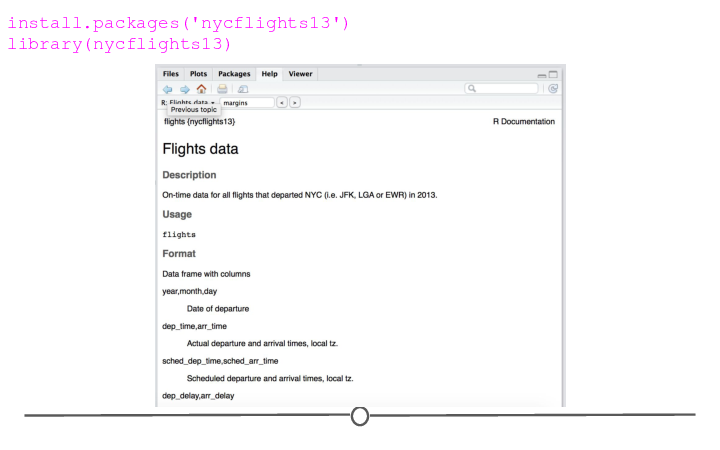 install.packages('nycflights13')
library(nycflights13)
Files Plots Packages Help Viewer
R: Flights data margins
Previous topic
flights {nycflights13} R Documentation
Flights data
Description
On-time data for all flights that departed NYC (i.e. JFK, LGA or EWR) in 2013.
Usage
flights
Format
Data frame with columns
year,month,day
Date of departure
dep_time,arr_time
Actual departure and arrival times, local tz.
sched_dep_time,sched_arr_time
Scheduled departure and arrival times, local tz.
dep_delay,arr_delay